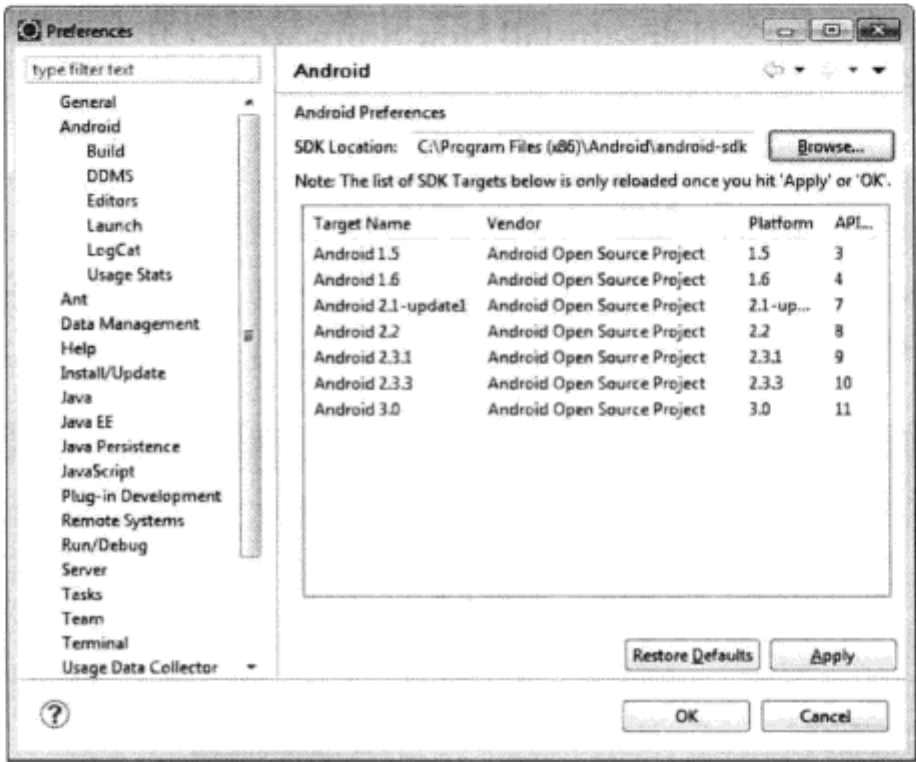 Preferences
type filter text
General
Android
Build
DDMS
Editors
Launch
LogCat
Usage Stats
Ant
Data Management
Help
Install/Update
Java
Java EE
Java Persistence
JavaScript
Plug-in Development
Remote Systems
Run/Debug
Server
Tasks
Team
Terminal
Usage Data Collector
Android
Android Preferences
SDK Location: C:\Program Files (x86)\Android\android-sdk Browse...
Note: The list of SDK Targets below is only reloaded once you hit 'Apply' or 'OK'.
Target Name Vendor Platform API...
Android 1.5 Android Open Source Project 1.5 3
Android 1.6 Android Open Source Project 1.6 4
Android 2.1-update1 Android Open Source Project 2.1-up... 7
Android 2.2 Android Open Source Project 2.2 8
Android 2.3.1 Android Open Source Project 2.3.1 9
Android 2.3.3 Android Open Source Project 2.3.3 10
Android 3.0 Android Open Source Project 3.0 11
Restore Defaults Apply
? OK Cancel